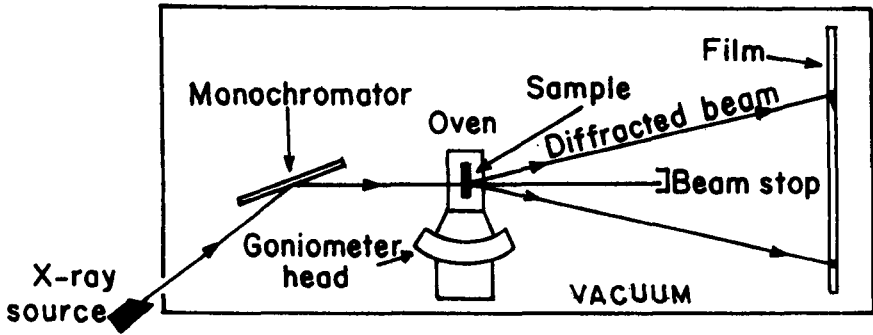 Film
Monochromator
Sample
Oven
Diffracted beam
Beam stop
Goniometer
head
X-ray
source
VACUUM